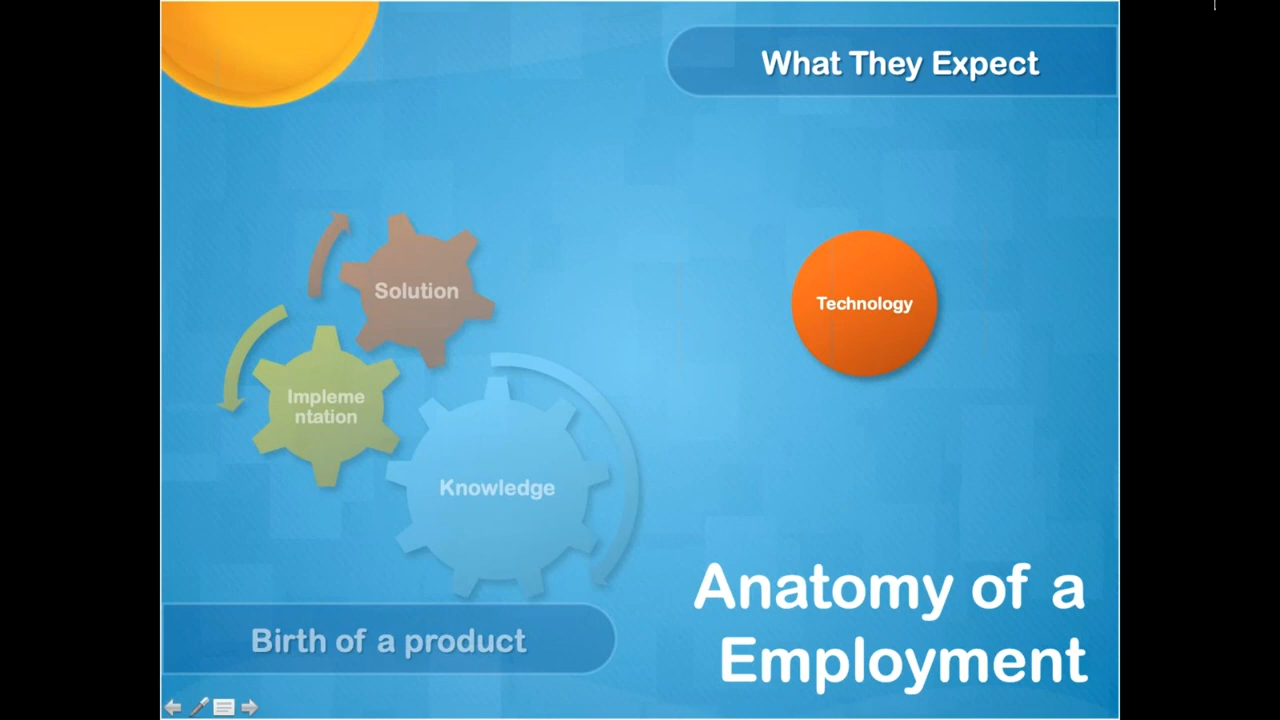 What They Expect
Solution
Technology
Impleme
ntation
Knowledge
Anatomy of a
Employment
Birth of a product